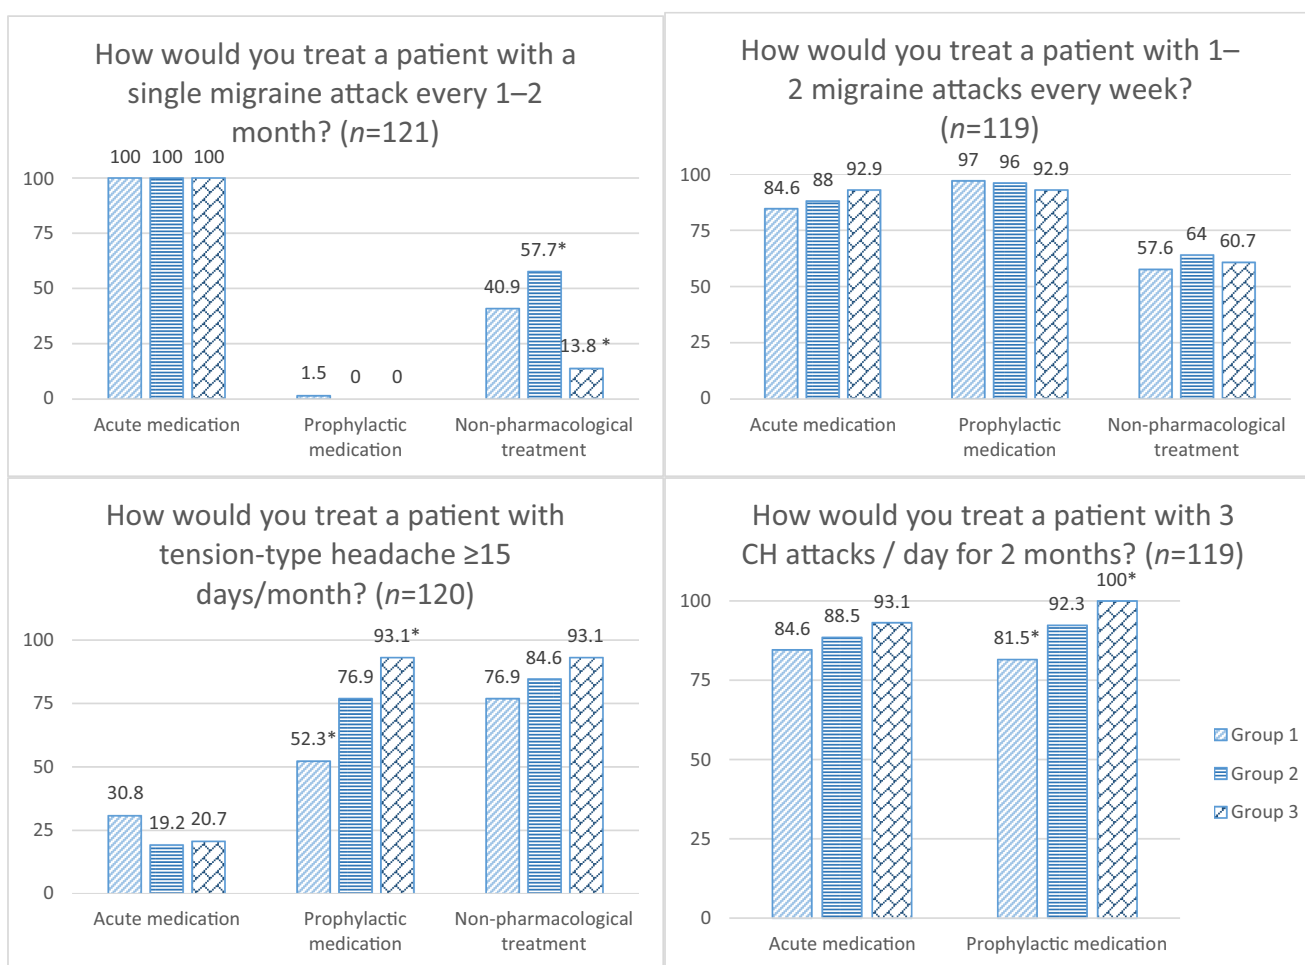 How would you treat a patient with a
single migraine attack every 1–2
month? (n=121)
100 100 100
100
75
50
25
0
1.5 0 0
40.9
57.7*
13.8 *
Acute medication
Prophylactic
medication
Non-pharmacological
treatment
How would you treat a patient with 1–
2 migraine attacks every week?
(n=119)
100
75
50
25
0
84.6 88 92.9
97 96 92.9
57.6 64 60.7
Acute medication
Prophylactic
medication
Non-pharmacological
treatment
How would you treat a patient with
tension-type headache ≥15
days/month? (n=120)
100
75
50
25
0
30.8 19.2 20.7
52.3* 76.9 93.1*
76.9 84.6 93.1
Acute medication
Prophylactic
medication
Non-pharmacological
treatment
How would you treat a patient with 3
CH attacks / day for 2 months? (n=119)
100
75
50
25
0
84.6 88.5 93.1
81.5* 92.3 100*
Acute medication
Prophylactic medication
Group 1
Group 2
Group 3